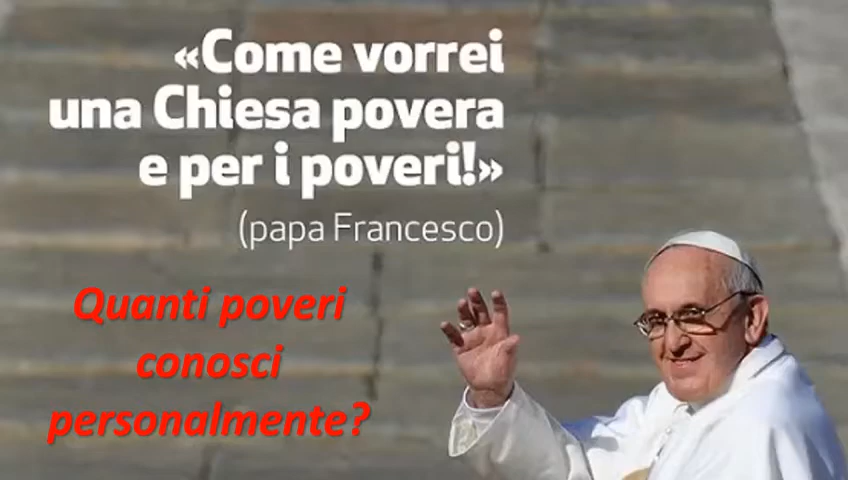 «Come vorrei
una Chiesa povera
e per i poveri!»
(papa Francesco)
Quanti poveri
conosci
personalmente?